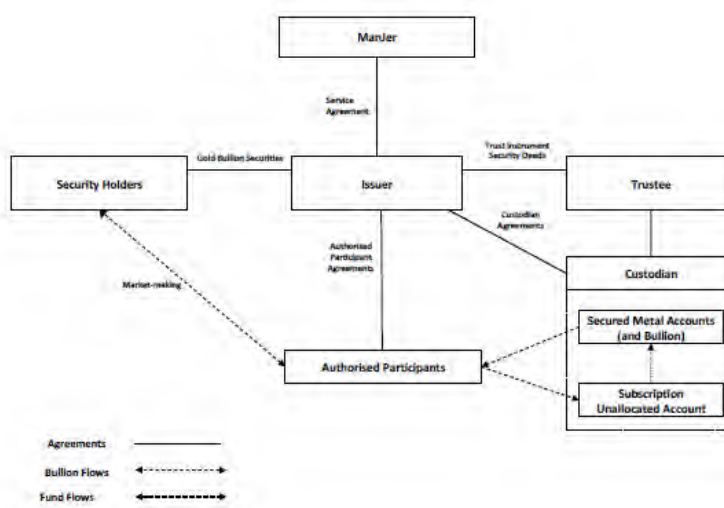 ManJer
Service
Agreement
Gold Bullion Securities
Trust Instrument
Security Deeds
Security Holders
Issuer
Trustee
Custodian
Agreements
Authorised
Participant
Agreements
Custodian
Market-making
Secured Metal Accounts
(and Bullion)
Authorised Participants
Subscription
Unallocated Account
Agreements
Bullion Flows
Fund Flows